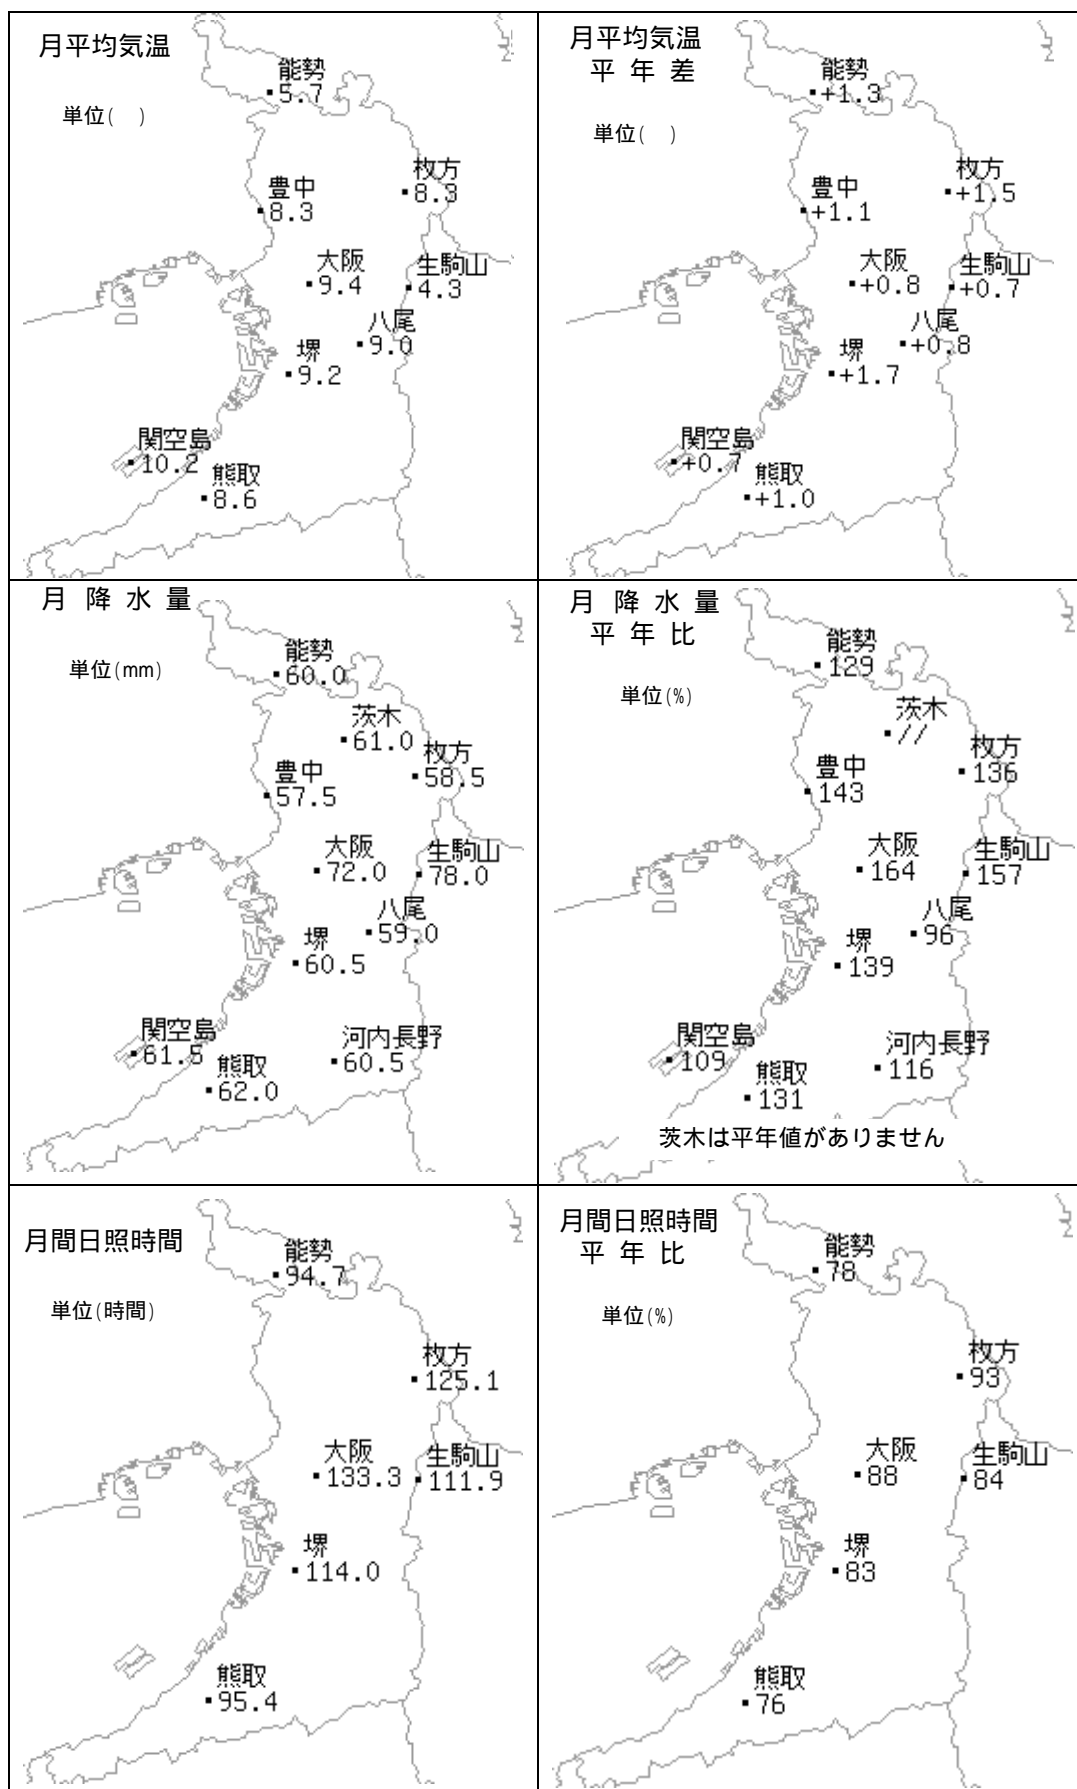 月平均気温
単位(　)
能勢
5.7
枚方
8.3
豊中
8.3
大阪
9.4
生駒山
4.3
八尾
9.0
堺
9.2
関空島
10.2
熊取
8.6
月平均気温
平 年 差
単位(　)
能勢
+1.3
枚方
+1.5
豊中
+1.1
大阪
+0.8
生駒山
+0.7
八尾
+0.8
堺
+1.7
関空島
+0.7
熊取
+1.0
月 降 水 量
単位(mm)
能勢
60.0
茨木
61.0
枚方
58.5
豊中
57.5
大阪
72.0
生駒山
78.0
八尾
59.0
堺
60.5
関空島
61.5
河内長野
60.5
熊取
62.0
月 降 水 量
平 年 比
単位(%)
能勢
129
茨木
//
枚方
136
豊中
143
大阪
164
生駒山
157
八尾
96
堺
139
関空島
109
河内長野
116
熊取
131
茨木は平年値がありません
月間日照時間
単位(時間)
能勢
94.7
枚方
125.1
大阪
133.3
生駒山
111.9
堺
114.0
熊取
95.4
月間日照時間
平 年 比
単位(%)
能勢
78
枚方
93
大阪
88
生駒山
84
堺
83
熊取
76